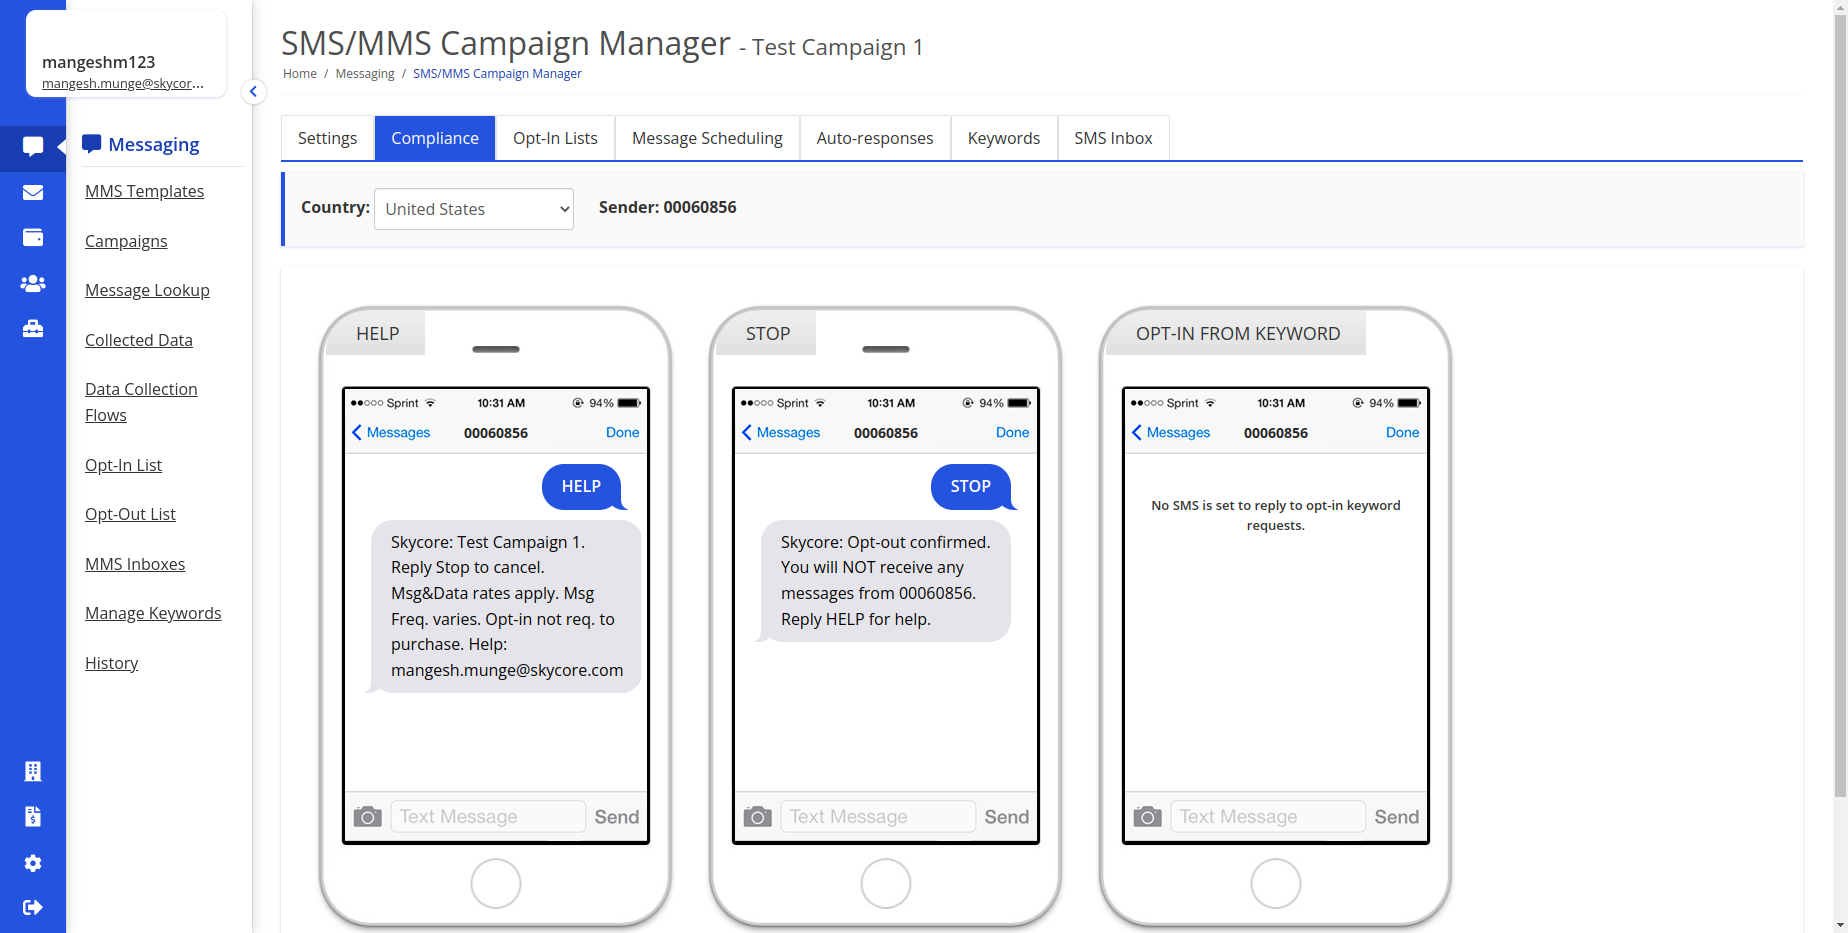 mangeshm123
mangesh.munge@skycor...
Messaging
MMS Templates
Campaigns
Message Lookup
Collected Data
Data Collection
Flows
Opt-In List
Opt-Out List
MMS Inboxes
Manage Keywords
History
SMS/MMS Campaign Manager - Test Campaign 1
Home / Messaging / SMS/MMS Campaign Manager
Settings Compliance Opt-In Lists Message Scheduling Auto-responses Keywords SMS Inbox
Country: United States Sender: 00060856
HELP
Sprint 10:31 AM 94%
Messages 00060856 Done
HELP
Skycore: Test Campaign 1.
Reply Stop to cancel.
Msg&Data rates apply. Msg
Freq. varies. Opt-in not req. to
purchase. Help:
mangesh.munge@skycore.com
Text Message Send
STOP
Sprint 10:31 AM 94%
Messages 00060856 Done
STOP
Skycore: Opt-out confirmed.
You will NOT receive any
messages from 00060856.
Reply HELP for help.
Text Message Send
OPT-IN FROM KEYWORD
Sprint 10:31 AM 94%
Messages 00060856 Done
No SMS is set to reply to opt-in keyword
requests.
Text Message Send